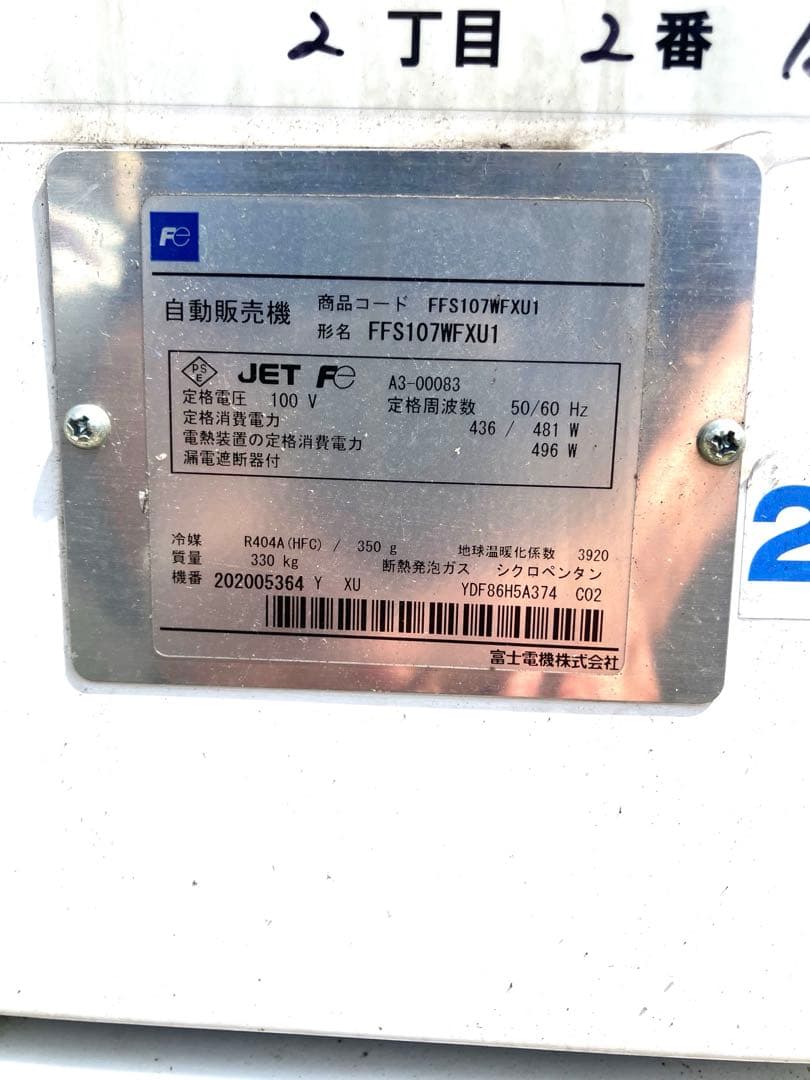 2 丁目 2 番
Fe
自動販売機 商品コード FFS107WFXU1
形名 FFS107WFXU1
PS E JET Fe A3-00083
定格電圧 100 V 定格周波数 50/60 Hz
定格消費電力 436 / 481 W
電熱装置の定格消費電力 496 W
漏電遮断器付
冷媒 R404A(HFC) / 350 g 地球温暖化係数 3920
質量 330 kg 断熱発泡ガス シクロペンタン
機番 202005364 Y XU YDF86H5A374 CO2
富士電機株式会社
2